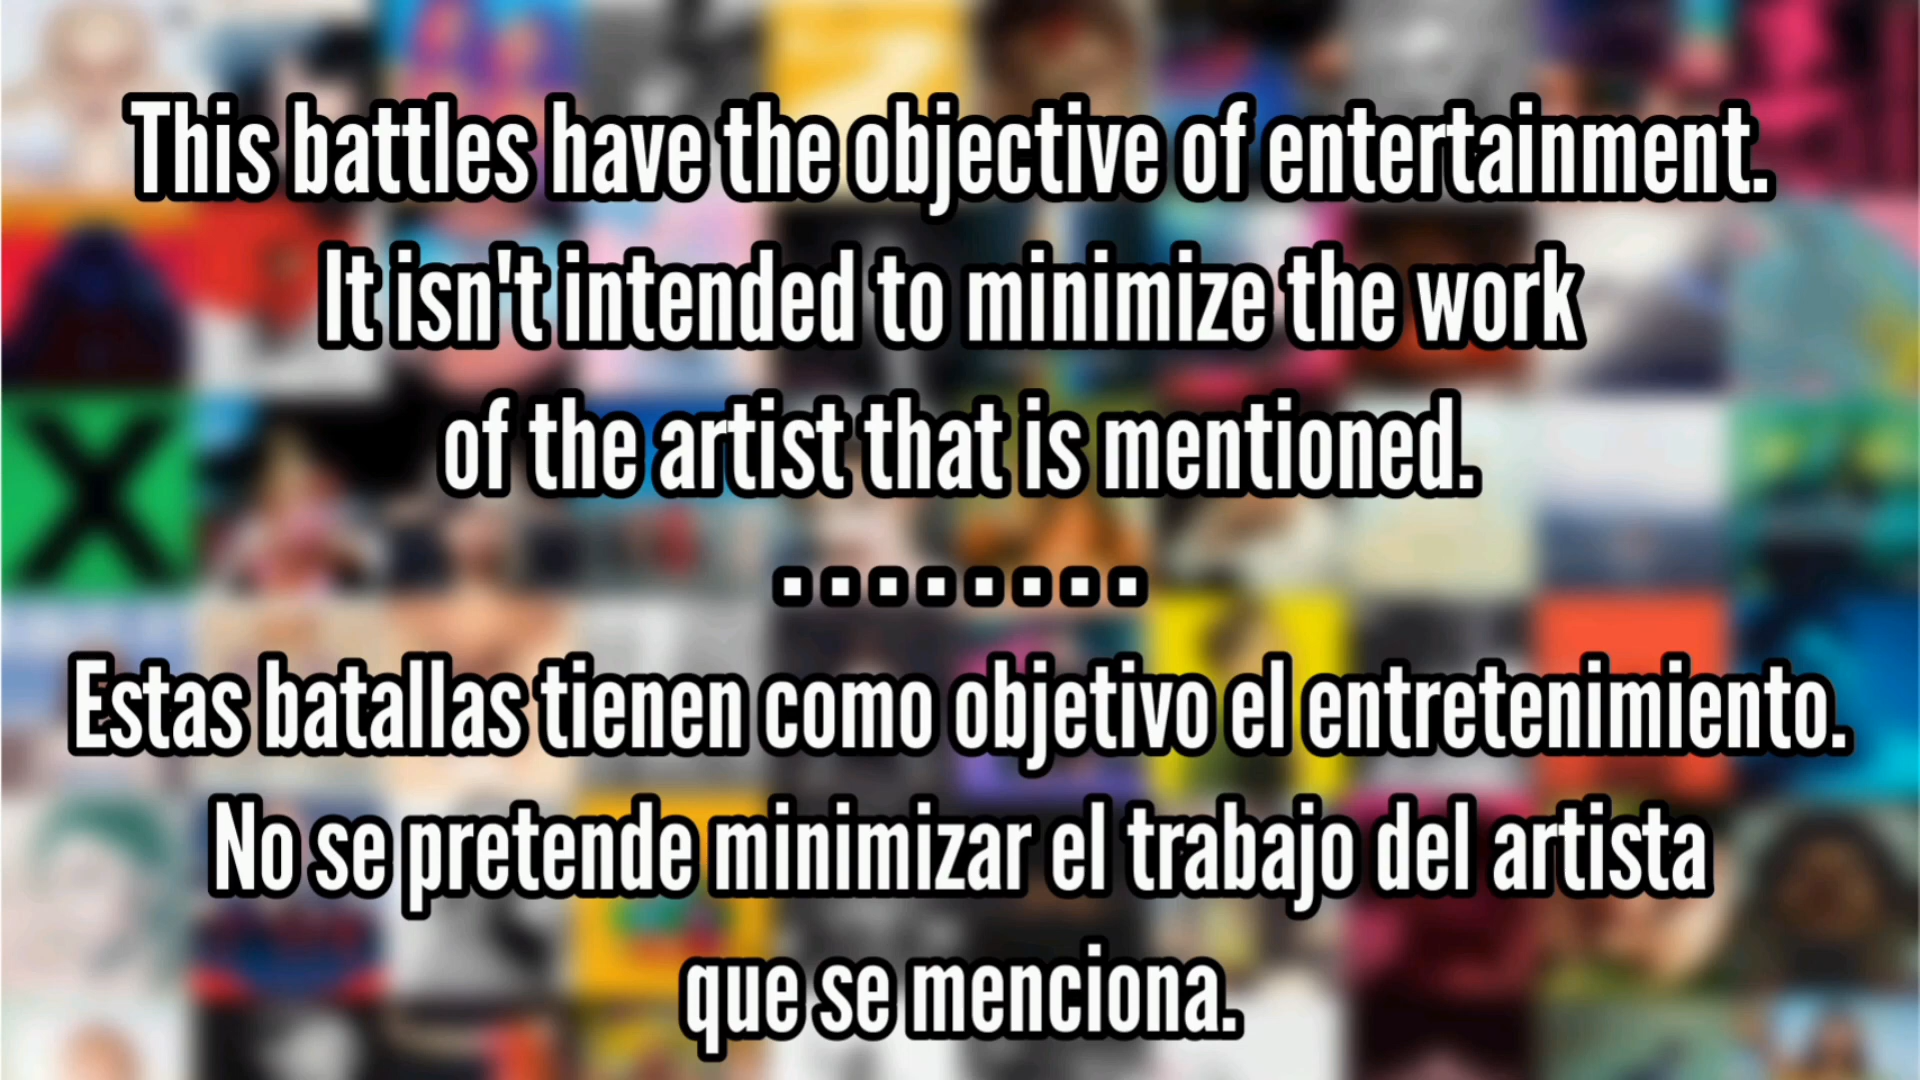 This battles have the objective of entertainment.
It isn't intended to minimize the work
of the artist that is mentioned.
........
Estas batallas tienen como objetivo el entretenimiento.
No se pretende minimizar el trabajo del artista
que se menciona.